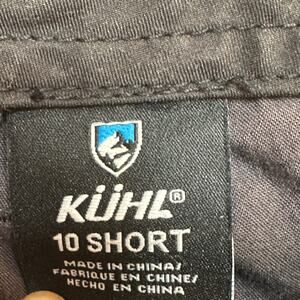 KÜHL®
10 SHORT
MADE IN CHINA/
FABRIQUE EN CHINE/
HECHO EN CHINA